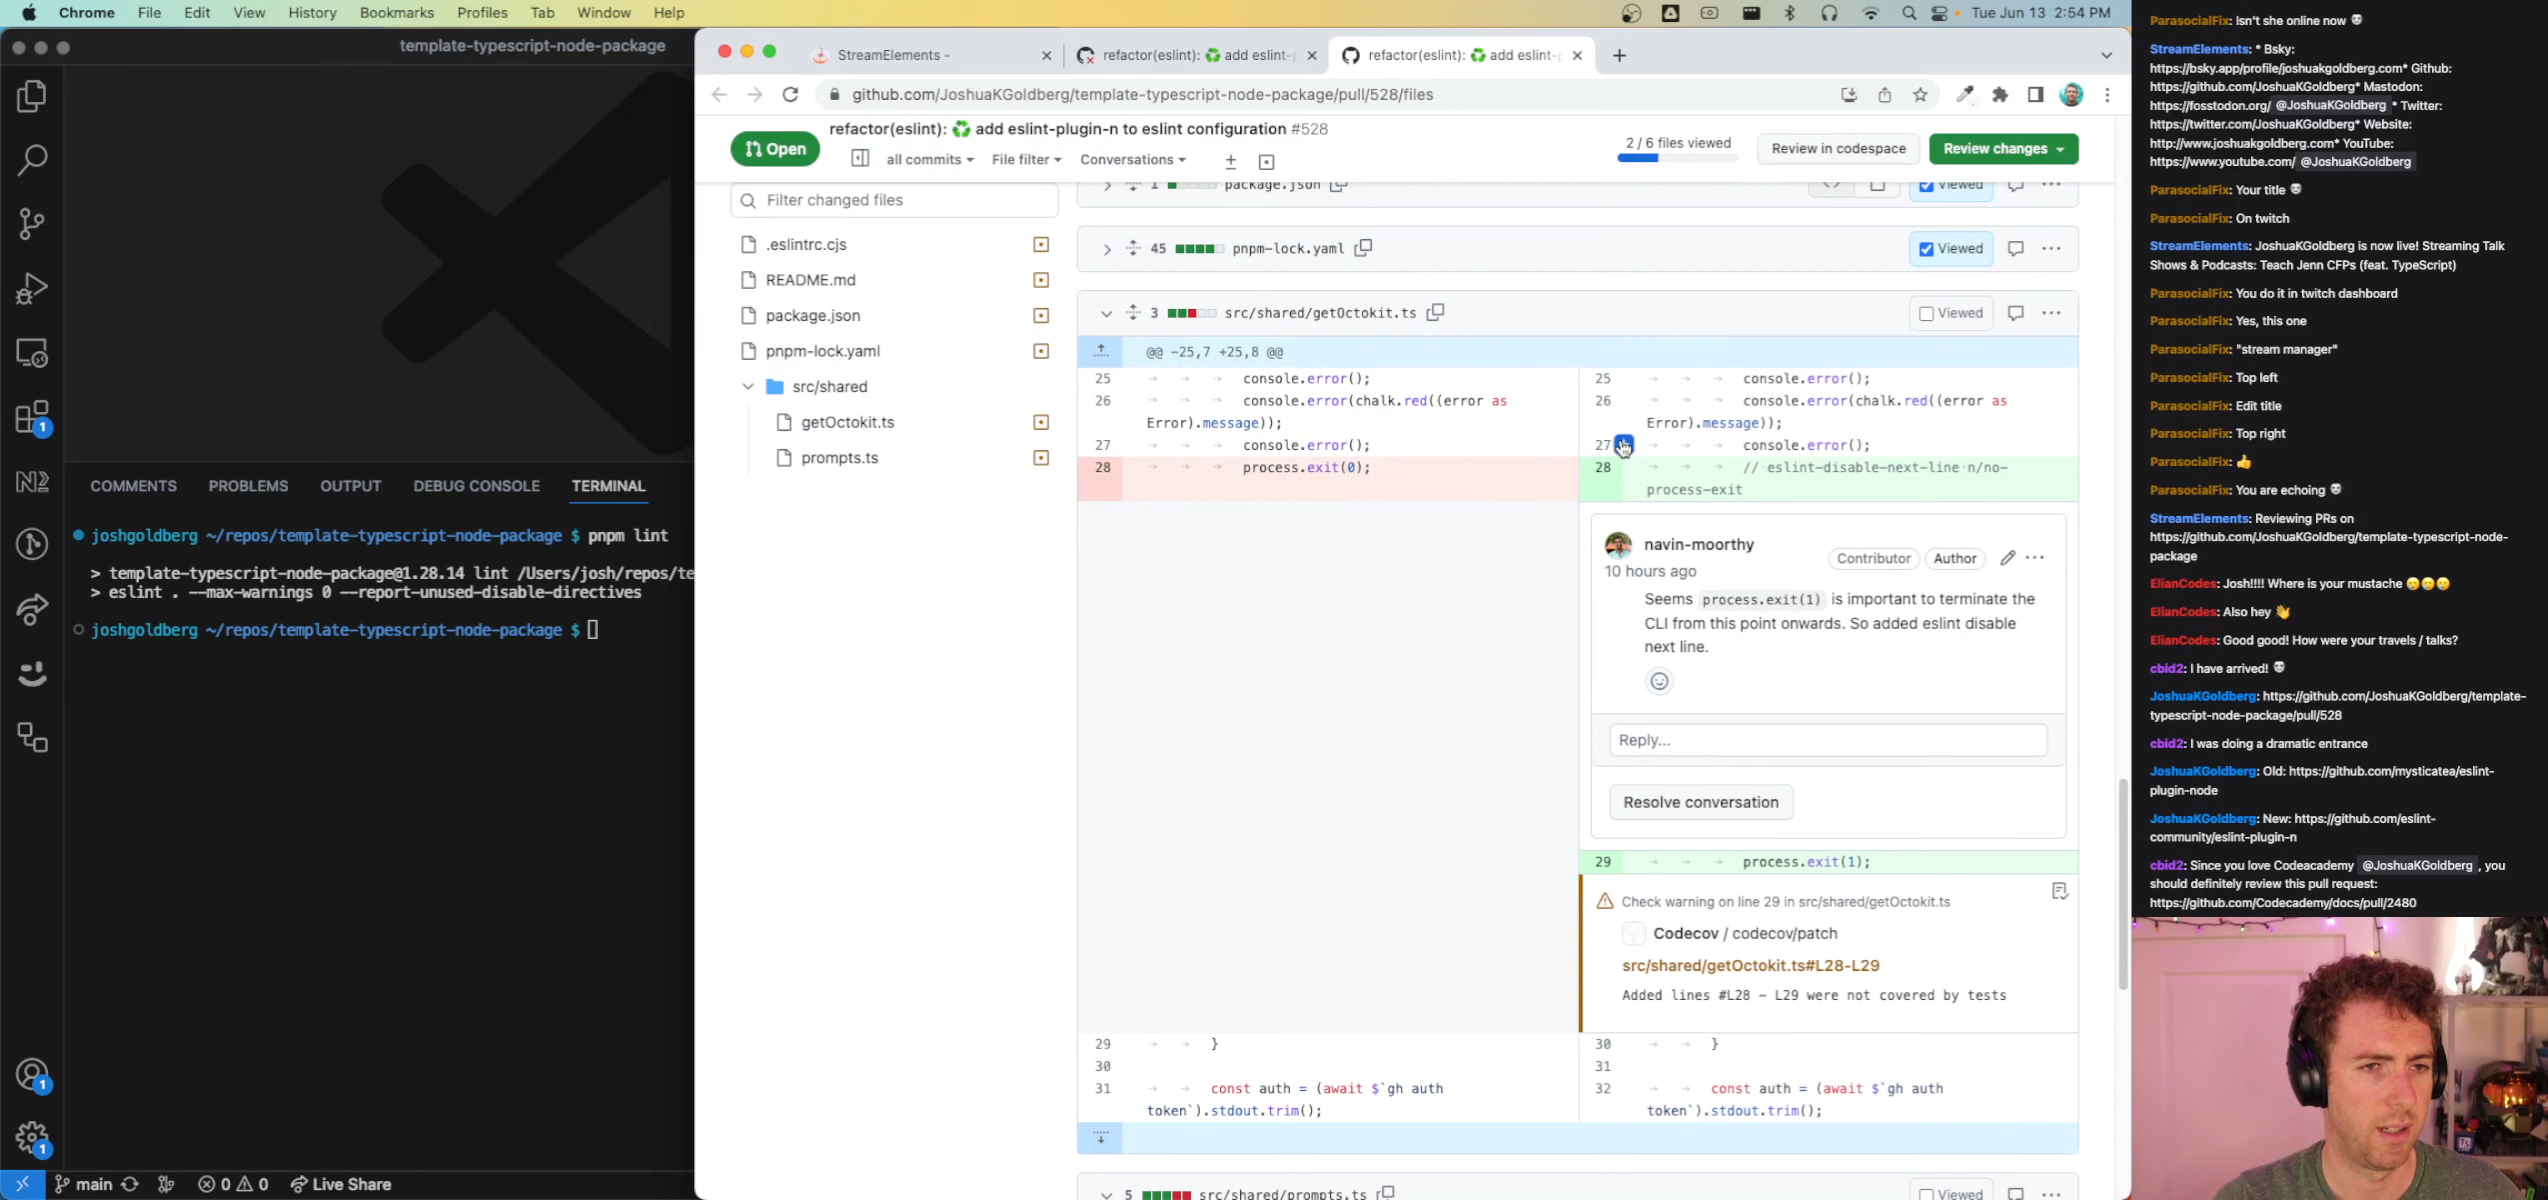 Chrome File Edit View History Bookmarks Profiles Tab Window Help
Tue Jun 13 2:54 PM
template-typescript-node-package
COMMENTS PROBLEMS OUTPUT DEBUG CONSOLE TERMINAL
joshgoldberg ~/repos/template-typescript-node-package $ pnpm lint
> template-typescript-node-package@1.28.14 lint /Users/josh/repos/te
> eslint . --max-warnings 0 --report-unused-disable-directives
joshgoldberg ~/repos/template-typescript-node-package $
1
1
1
main 0 0 Live Share
StreamElements -
refactor(eslint): ♻️ add eslint-p
refactor(eslint): ♻️ add eslint-p
github.com/JoshuaKGoldberg/template-typescript-node-package/pull/528/files
Open
refactor(eslint): ♻️ add eslint-plugin-n to eslint configuration #528
all commits File filter Conversations
2 / 6 files viewed
Review in codespace
Review changes
Filter changed files
.eslintrc.cjs
README.md
package.json
pnpm-lock.yaml
src/shared
getOctokit.ts
prompts.ts
1 package.json Viewed
45 pnpm-lock.yaml Viewed
3 src/shared/getOctokit.ts Viewed
@@ -25,7 +25,8 @@
25 console.error();
26 console.error(chalk.red((error as
Error).message));
27 console.error();
28 process.exit(0);
25 console.error();
26 console.error(chalk.red((error as
Error).message));
27 console.error();
28 // eslint-disable-next-line n/no-
process-exit
navin-moorthy
Contributor Author
10 hours ago
Seems process.exit(1) is important to terminate the
CLI from this point onwards. So added eslint disable
next line.
Reply...
Resolve conversation
29 process.exit(1);
Check warning on line 29 in src/shared/getOctokit.ts
Codecov / codecov/patch
src/shared/getOctokit.ts#L28-L29
Added lines #L28 - L29 were not covered by tests
29 }
30
31 const auth = (await $`gh auth
token`).stdout.trim();
30 }
31
32 const auth = (await $`gh auth
token`).stdout.trim();
5 src/shared/prompts.ts Viewed
ParasocialFix: Isn't she online now 💀
StreamElements: * Bsky:
https://bsky.app/profile/joshuakgoldberg.com* Github:
https://github.com/JoshuaKGoldberg* Mastodon:
https://fosstodon.org/ @JoshuaKGoldberg * Twitter:
https://twitter.com/JoshuaKGoldberg* Website:
http://www.joshuakgoldberg.com* YouTube:
https://www.youtube.com/ @JoshuaKGoldberg
ParasocialFix: Your title 💀
ParasocialFix: On twitch
StreamElements: JoshuaKGoldberg is now live! Streaming Talk
Shows & Podcasts: Teach Jenn CFPs (feat. TypeScript)
ParasocialFix: You do it in twitch dashboard
ParasocialFix: Yes, this one
ParasocialFix: "stream manager"
ParasocialFix: Top left
ParasocialFix: Edit title
ParasocialFix: Top right
ParasocialFix: 👍
ParasocialFix: You are echoing 💀
StreamElements: Reviewing PRs on
https://github.com/JoshuaKGoldberg/template-typescript-node-
package
ElianCodes: Josh!!!! Where is your mustache 🥲🥲🥲
ElianCodes: Also hey 👋
ElianCodes: Good good! How were your travels / talks?
cbid2: I have arrived! 💀
JoshuaKGoldberg: https://github.com/JoshuaKGoldberg/template-
typescript-node-package/pull/528
cbid2: I was doing a dramatic entrance
JoshuaKGoldberg: Old: https://github.com/mysticatea/eslint-
plugin-node
JoshuaKGoldberg: New: https://github.com/eslint-
community/eslint-plugin-n
cbid2: Since you love Codeacademy @JoshuaKGoldberg , you
should definitely review this pull request:
https://github.com/Codecademy/docs/pull/2480